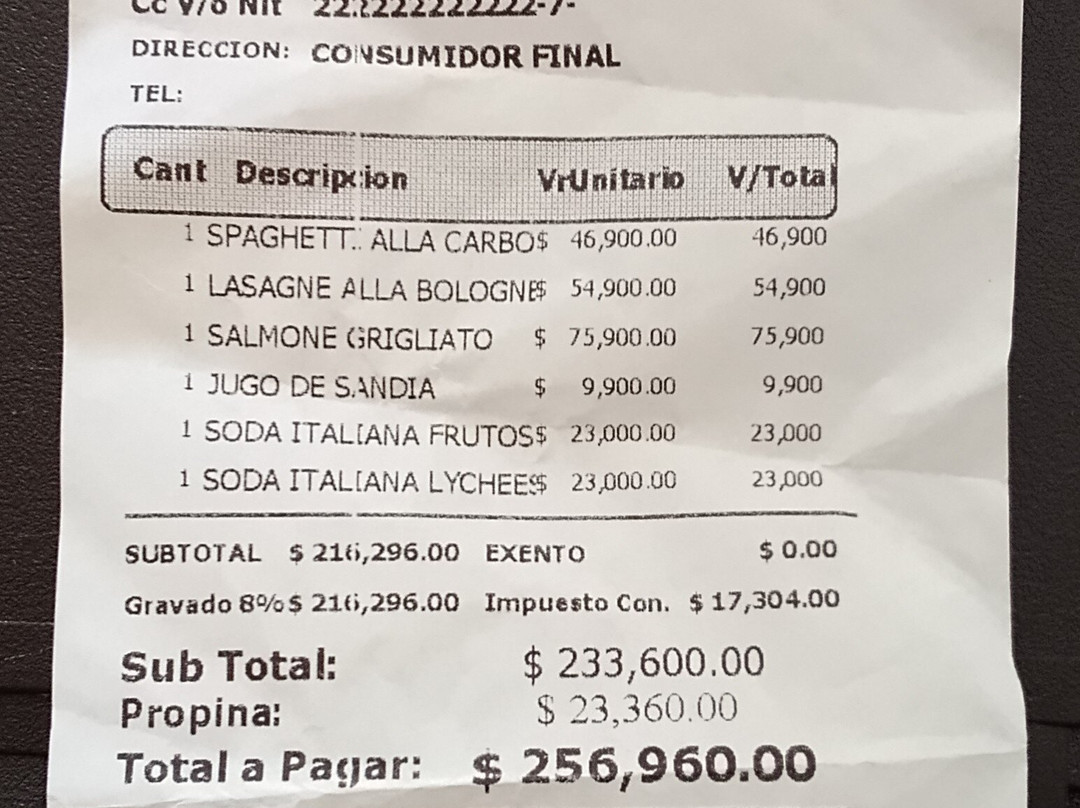 DIRECCION: CONSUMIDOR FINAL
TEL:
Cant Descripcion VrUnitario V/Total
1 SPAGHETTI ALLA CARBO$ 46,900.00 46,900
1 LASAGNE ALLA BOLOGNE$ 54,900.00 54,900
1 SALMONE GRIGLIATO $ 75,900.00 75,900
1 JUGO DE SANDIA $ 9,900.00 9,900
1 SODA ITALIANA FRUTOS$ 23,000.00 23,000
1 SODA ITALIANA LYCHEES$ 23,000.00 23,000
SUBTOTAL $ 216,296.00 EXENTO $ 0.00
Gravado 8% $ 216,296.00 Impuesto Con. $ 17,304.00
Sub Total: $ 233,600.00
Propina: $ 23,360.00
Total a Pagar: $ 256,960.00